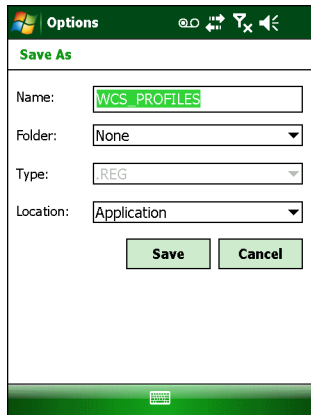 Options
Save As
Name: WCS_PROFILES
Folder: None
Type: .REG
Location: Application
Save Cancel